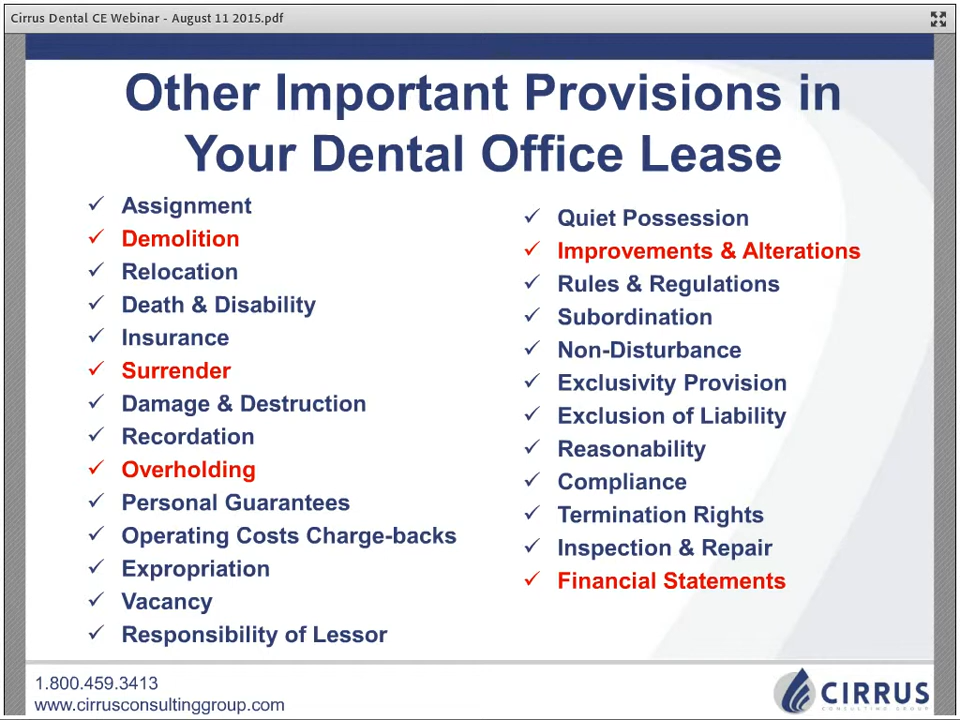 Cirrus Dental CE Webinar - August 11 2015.pdf
Other Important Provisions in
Your Dental Office Lease
✓ Assignment
✓ Demolition
✓ Relocation
✓ Death & Disability
✓ Insurance
✓ Surrender
✓ Damage & Destruction
✓ Recordation
✓ Overholding
✓ Personal Guarantees
✓ Operating Costs Charge-backs
✓ Expropriation
✓ Vacancy
✓ Responsibility of Lessor
✓ Quiet Possession
✓ Improvements & Alterations
✓ Rules & Regulations
✓ Subordination
✓ Non-Disturbance
✓ Exclusivity Provision
✓ Exclusion of Liability
✓ Reasonability
✓ Compliance
✓ Termination Rights
✓ Inspection & Repair
✓ Financial Statements
1.800.459.3413
www.cirrusconsultinggroup.com
CIRRUS
CONSULTING GROUP